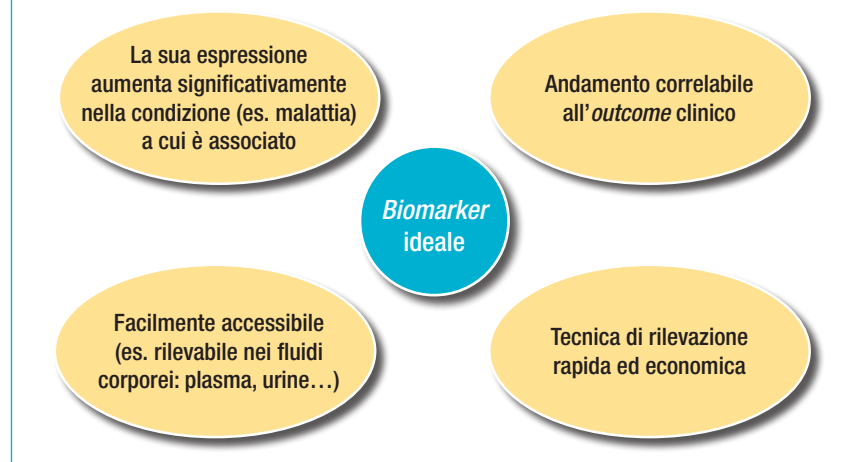 La sua espressione
aumenta significativamente
nella condizione (es. malattia)
a cui è associato
Andamento correlabile
all'outcome clinico
Biomarker
ideale
Facilmente accessibile
(es. rilevabile nei fluidi
corporei: plasma, urine…)
Tecnica di rilevazione
rapida ed economica